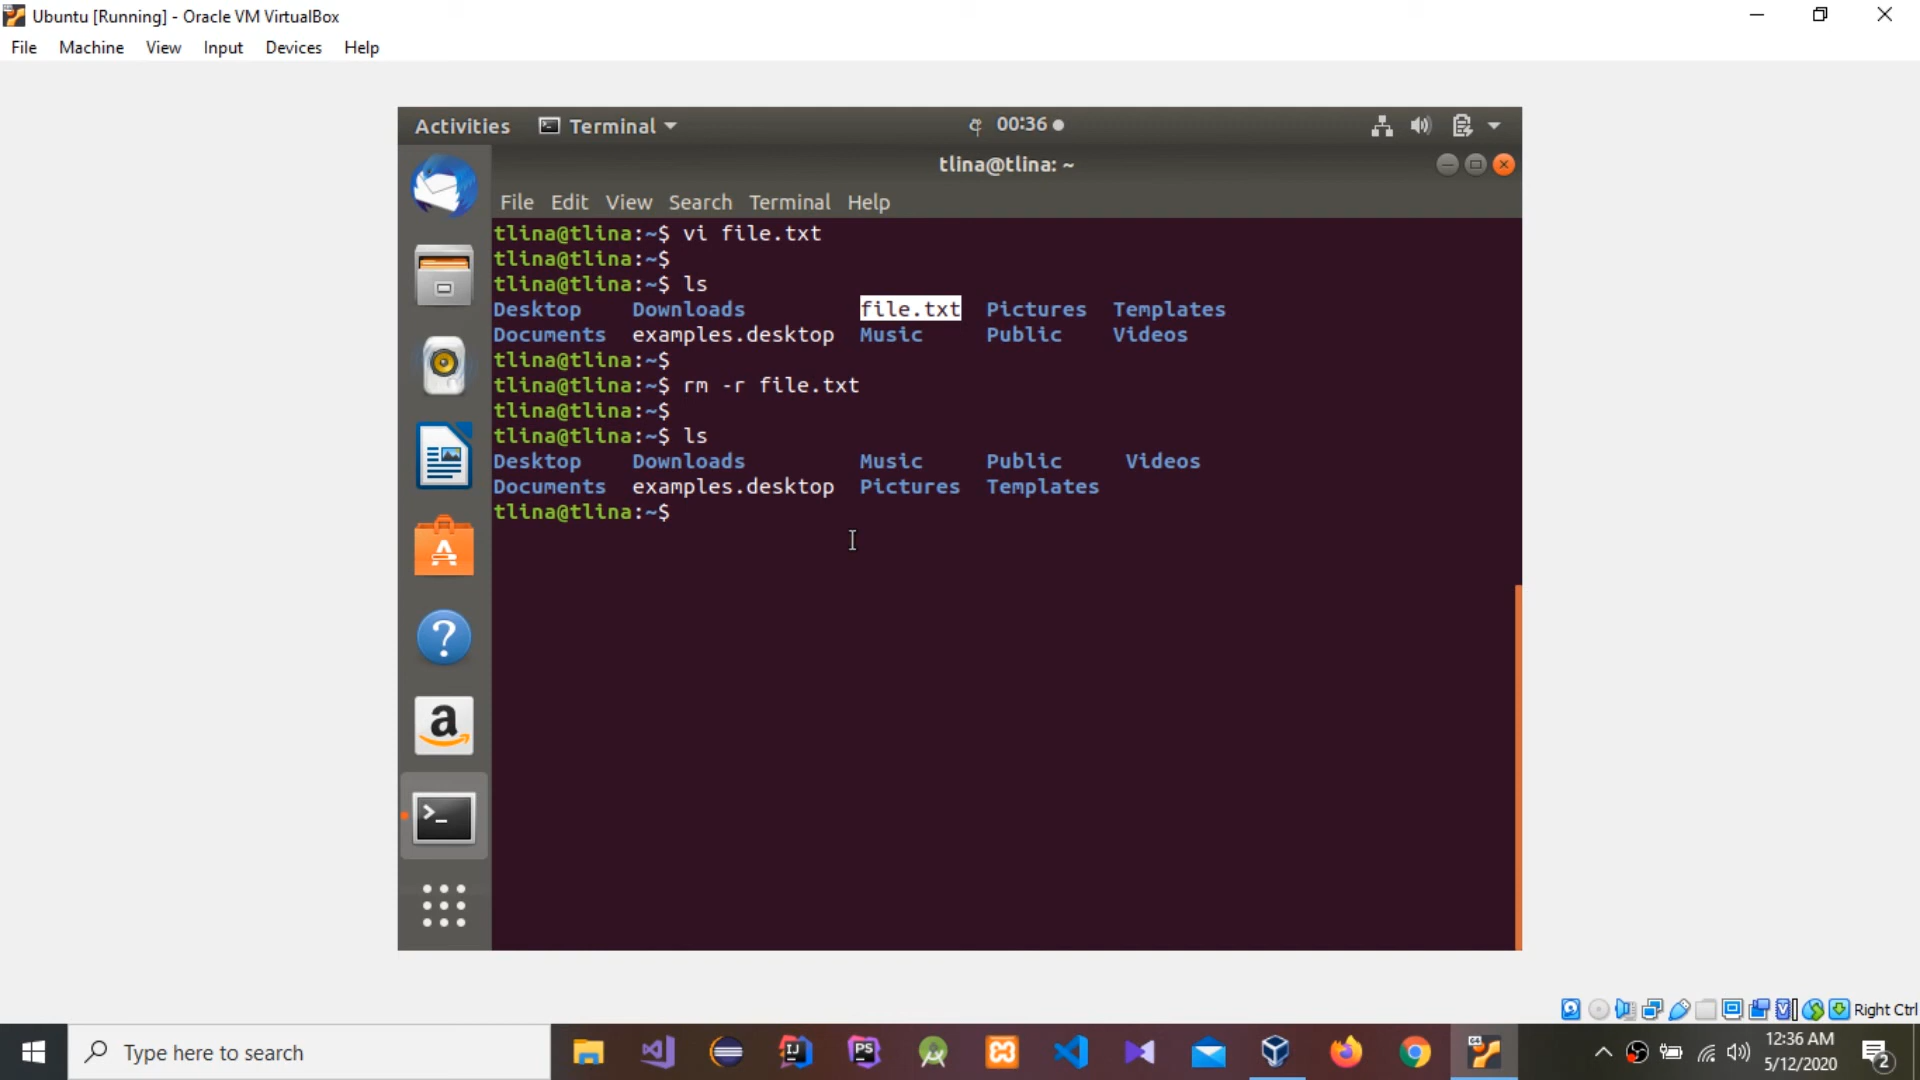 Ubuntu [Running] - Oracle VM VirtualBox
File Machine View Input Devices Help
Activities Terminal 00:36
tlina@tlina: ~
File Edit View Search Terminal Help
tlina@tlina:~$ vi file.txt
tlina@tlina:~$
tlina@tlina:~$ ls
Desktop Downloads file.txt Pictures Templates
Documents examples.desktop Music Public Videos
tlina@tlina:~$
tlina@tlina:~$ rm -r file.txt
tlina@tlina:~$
tlina@tlina:~$ ls
Desktop Downloads Music Public Videos
Documents examples.desktop Pictures Templates
tlina@tlina:~$
Right Ctrl
Type here to search
12:36 AM
5/12/2020
2